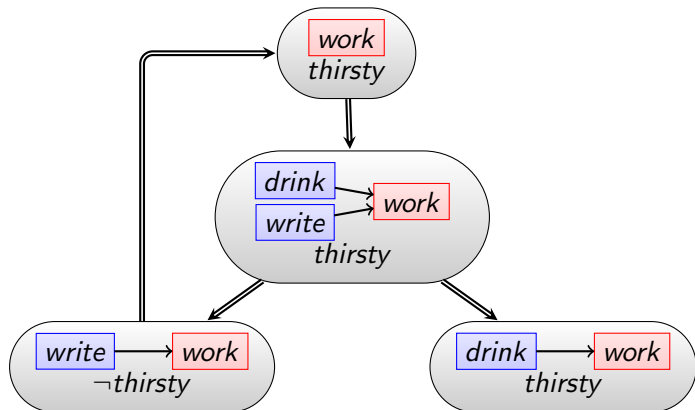 work
thirsty
drink
work
write
thirsty
write work
¬thirsty
drink work
thirsty